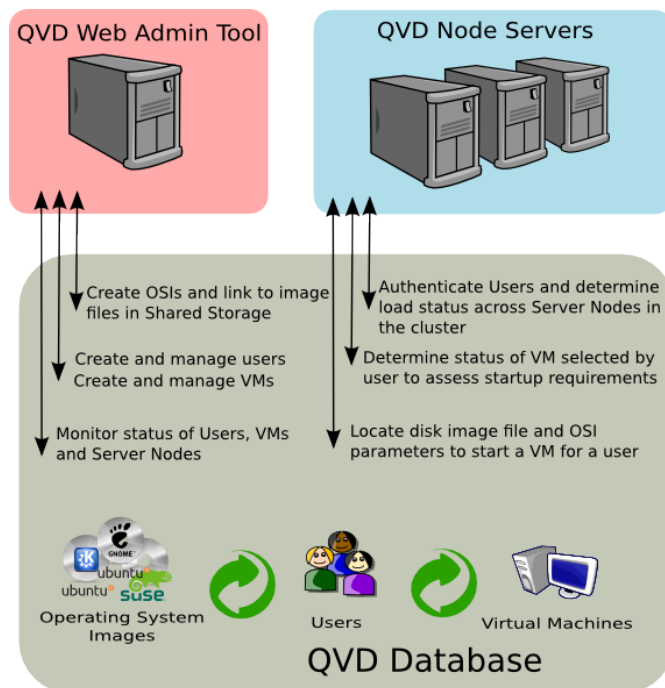 QVD Web Admin Tool
QVD Node Servers
Create OSIs and link to image
files in Shared Storage
Create and manage users
Create and manage VMs
Monitor status of Users, VMs
and Server Nodes
Authenticate Users and determine
load status across Server Nodes in
the cluster
Determine status of VM selected by
user to assess startup requirements
Locate disk image file and OSI
parameters to start a VM for a user
GNOME™
K
ubuntu
ubuntu
suse
Operating System
Images
Users
Virtual Machines
QVD Database